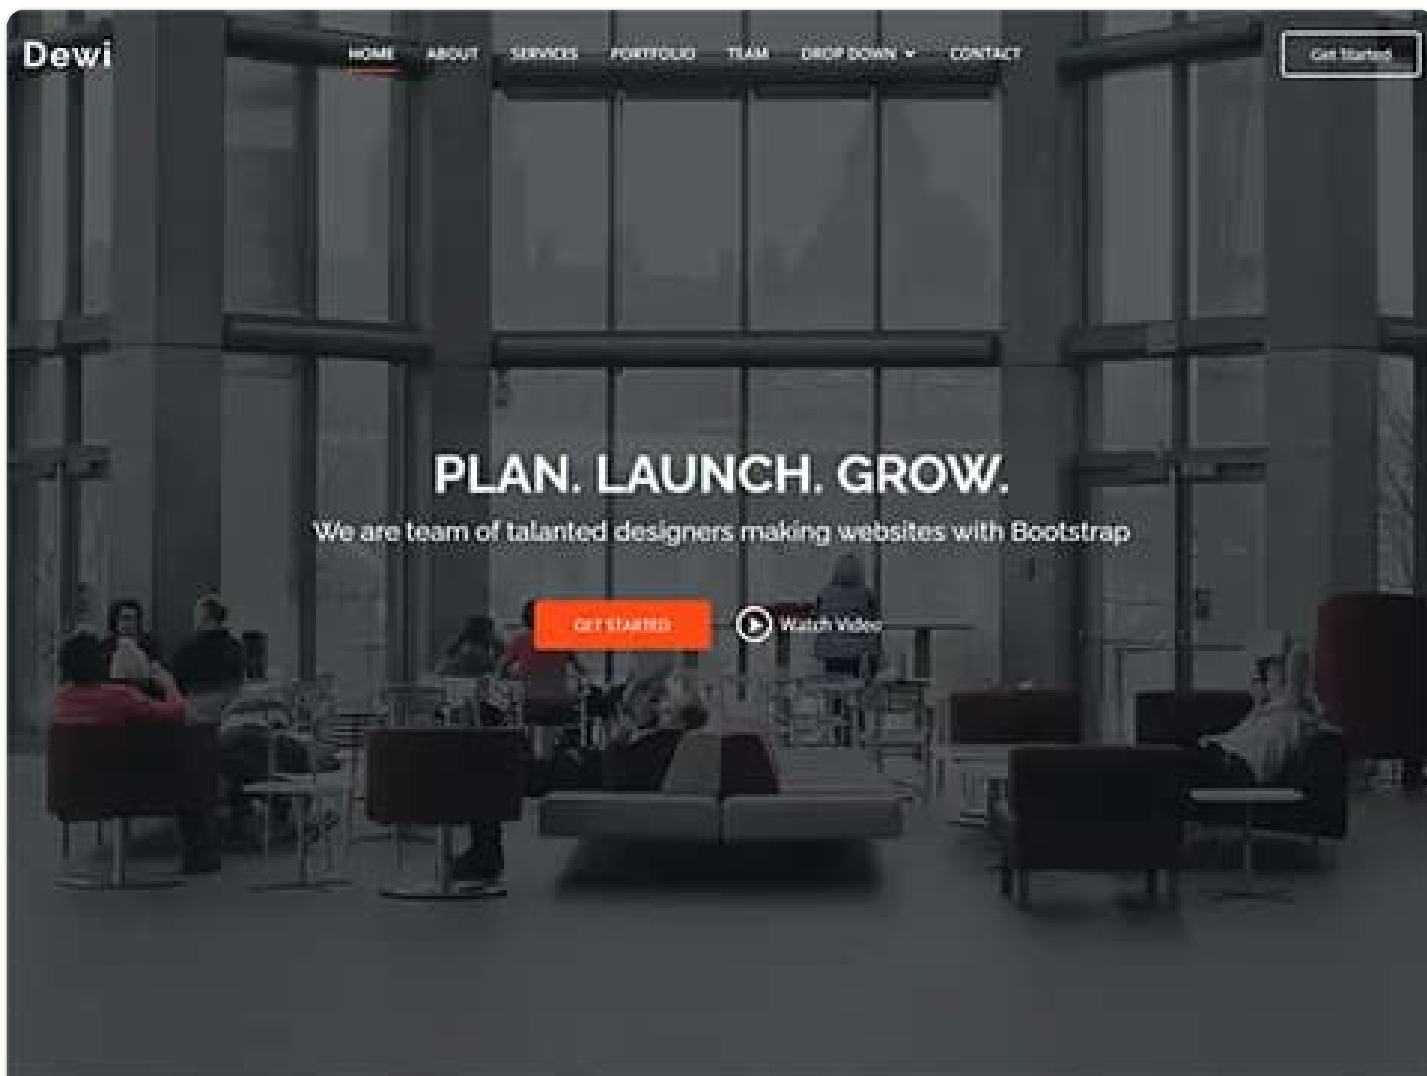 Dewi
HOME ABOUT SERVICES PORTFOLIO TEAM DROP DOWN CONTACT
Get Started
PLAN. LAUNCH. GROW.
We are team of talanted designers making websites with Bootstrap
GET STARTED
Watch Video